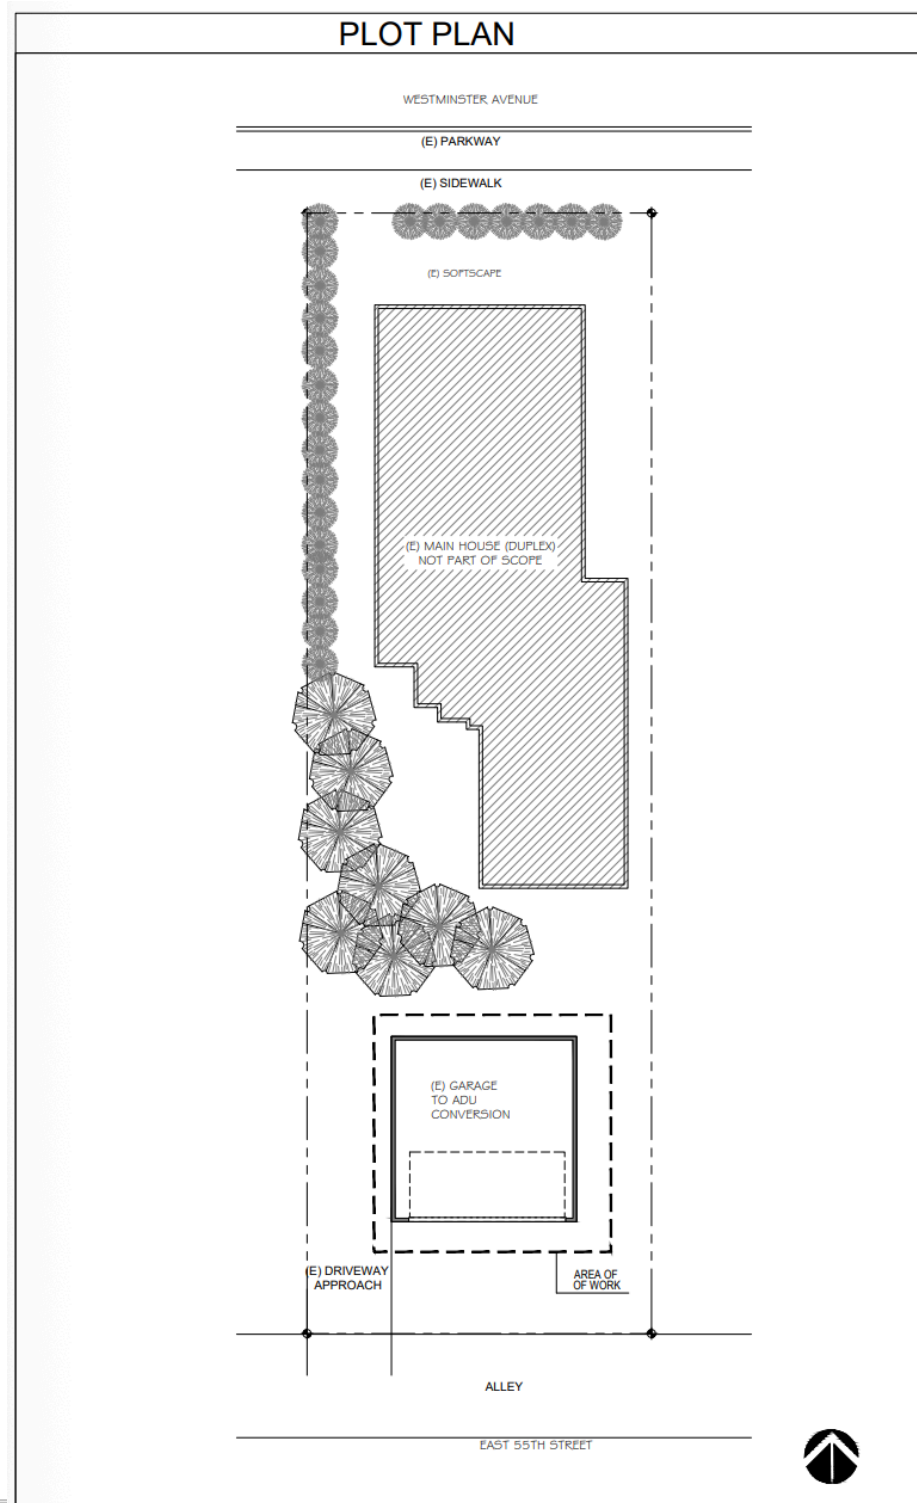 PLOT PLAN
WESTMINSTER AVENUE
(E) PARKWAY
(E) SIDEWALK
(E) SOFTSCAPE
(E) MAIN HOUSE (DUPLEX)
NOT PART OF SCOPE
(E) GARAGE
TO ADU
CONVERSION
(E) DRIVEWAY
APPROACH
AREA OF
OF WORK
ALLEY
EAST 55TH STREET